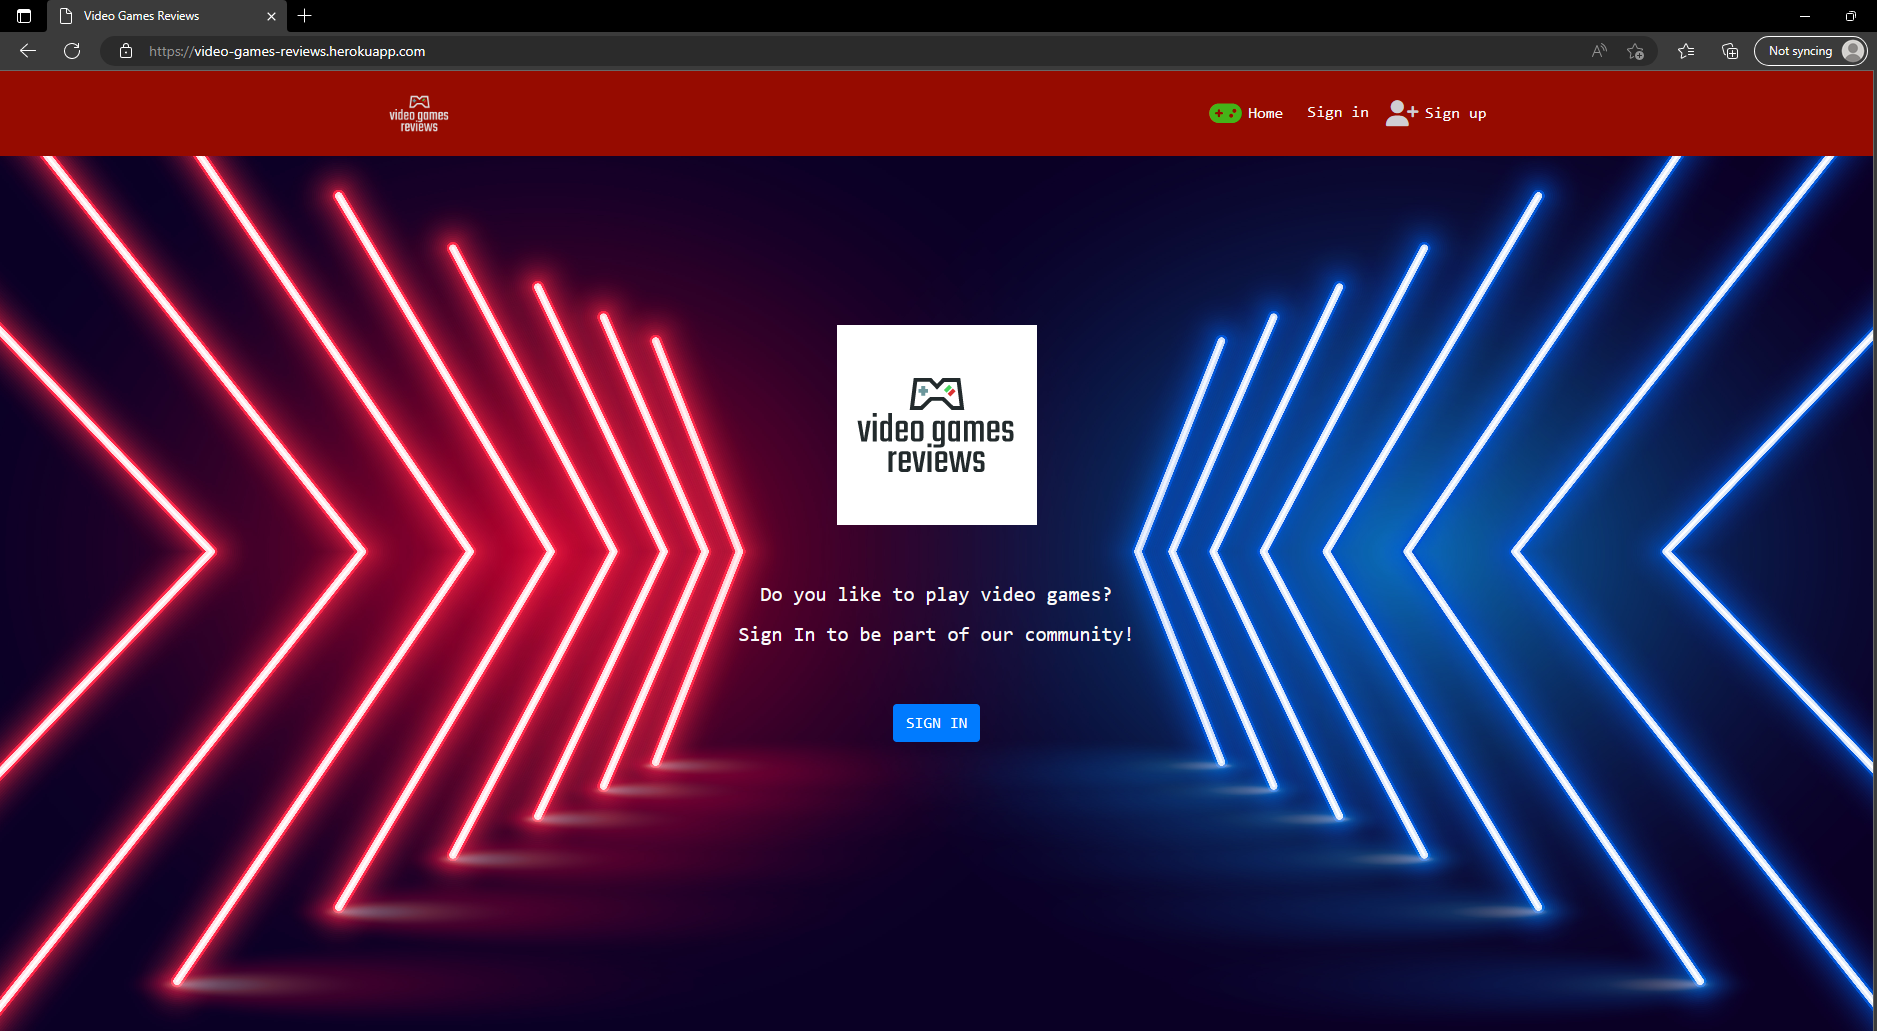 Video Games Reviews
https://video-games-reviews.herokuapp.com
Not syncing
video games
reviews
Home
Sign in
Sign up
video games
reviews
Do you like to play video games?
Sign In to be part of our community!
SIGN IN